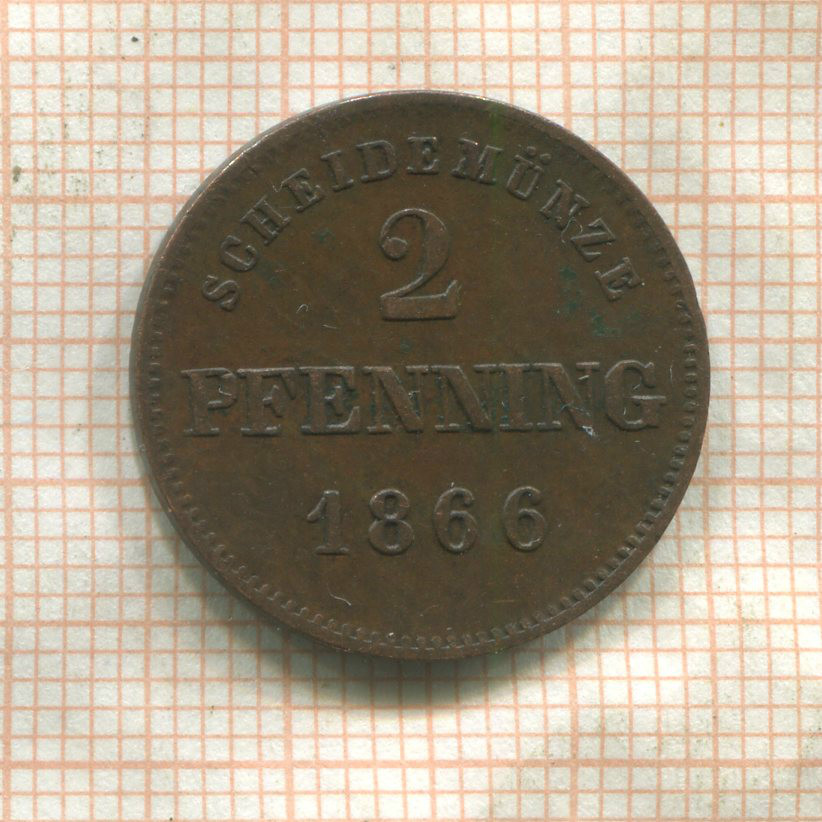 SCHEIDEMÜNZE
2
PFENNING
1866